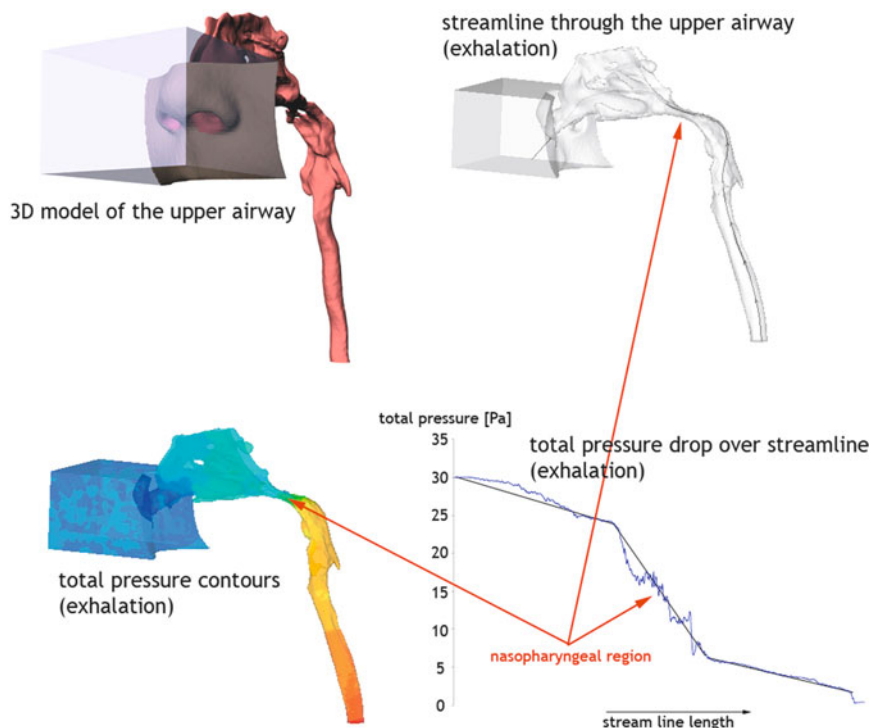 streamline through the upper airway
(exhalation)
3D model of the upper airway
total pressure [Pa]
35
30
25
20
15
10
5
0
total pressure drop over streamline
(exhalation)
total pressure contours
(exhalation)
nasopharyngeal region
stream line length